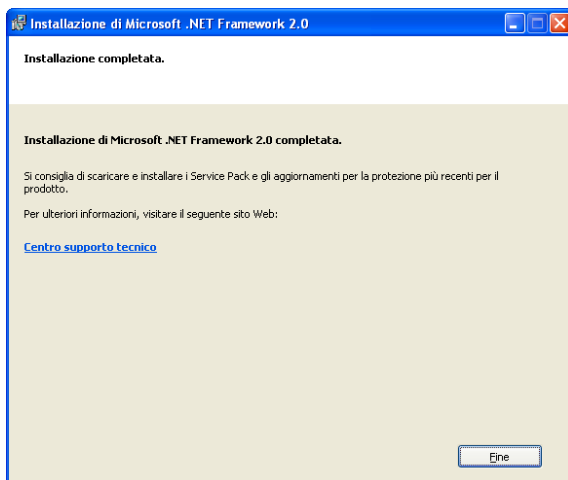 Installazione di Microsoft .NET Framework 2.0
Installazione completata.
Installazione di Microsoft .NET Framework 2.0 completata.
Si consiglia di scaricare e installare i Service Pack e gli aggiornamenti per la protezione più recenti per il
prodotto.
Per ulteriori informazioni, visitare il seguente sito Web:
Centro supporto tecnico
Fine